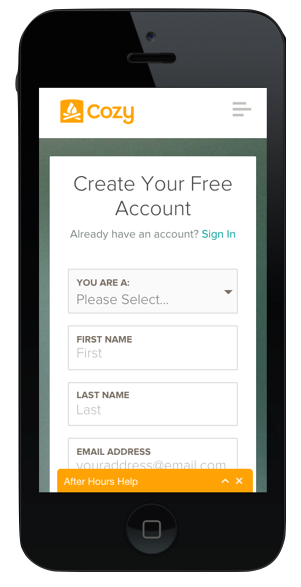 Cozy
Create Your Free
Account
Already have an account? Sign In
YOU ARE A:
Please Select...
FIRST NAME
First
LAST NAME
Last
EMAIL ADDRESS
youraddress@email.com
After Hours Help